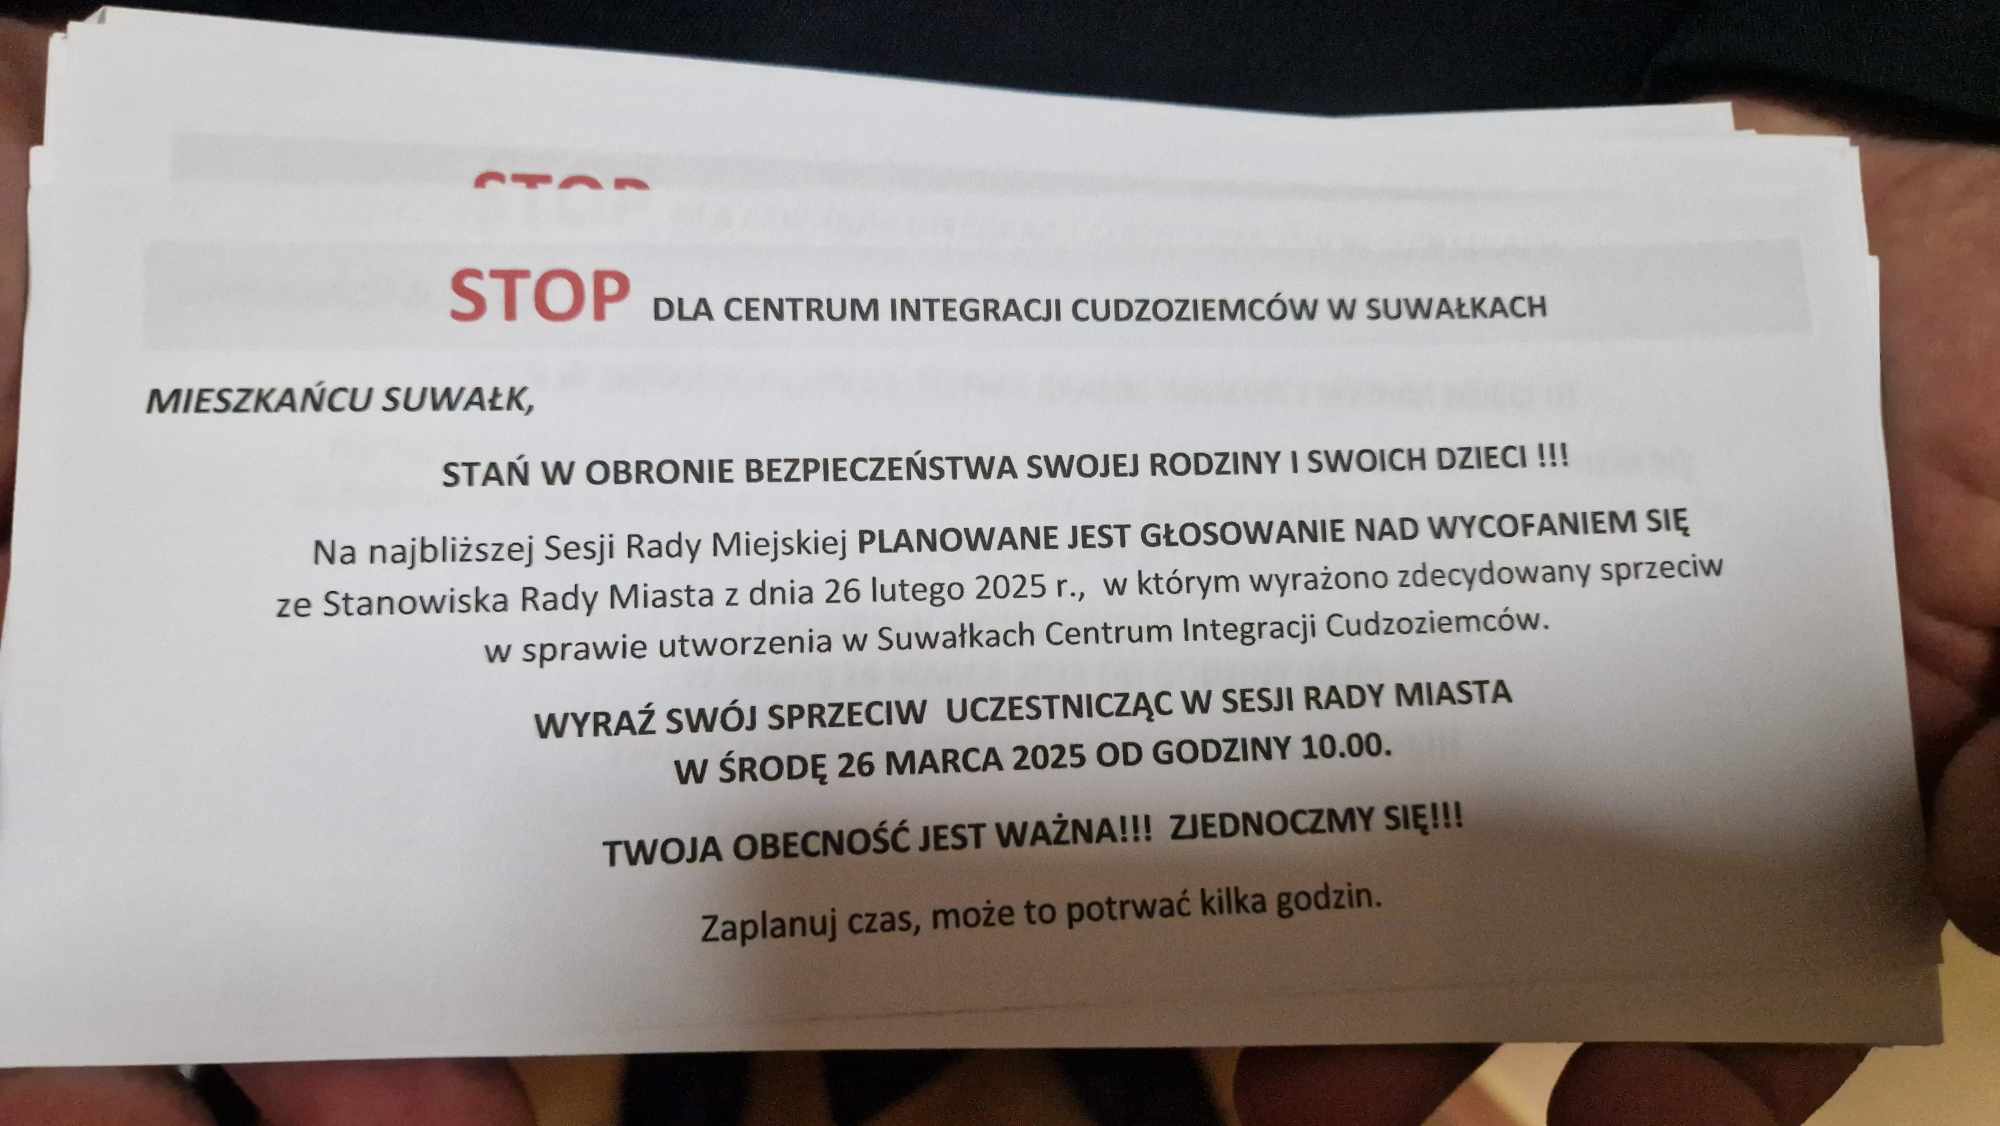 STOP
STOP DLA CENTRUM INTEGRACJI CUDZOZIEMCÓW W SUWAŁKACH
MIESZKAŃCU SUWAŁK,
STAŃ W OBRONIE BEZPIECZEŃSTWA SWOJEJ RODZINY I SWOICH DZIECI !!!
Na najbliższej Sesji Rady Miejskiej PLANOWANE JEST GŁOSOWANIE NAD WYCOFANIEM SIĘ
ze Stanowiska Rady Miasta z dnia 26 lutego 2025 r., w którym wyrażono zdecydowany sprzeciw
w sprawie utworzenia w Suwałkach Centrum Integracji Cudzoziemców.
WYRAŹ SWÓJ SPRZECIW UCZESTNICZĄC W SESJI RADY MIASTA
W ŚRODĘ 26 MARCA 2025 OD GODZINY 10.00.
TWOJA OBECNOŚĆ JEST WAŻNA!!! ZJEDNOCZMY SIĘ!!!
Zaplanuj czas, może to potrwać kilka godzin.